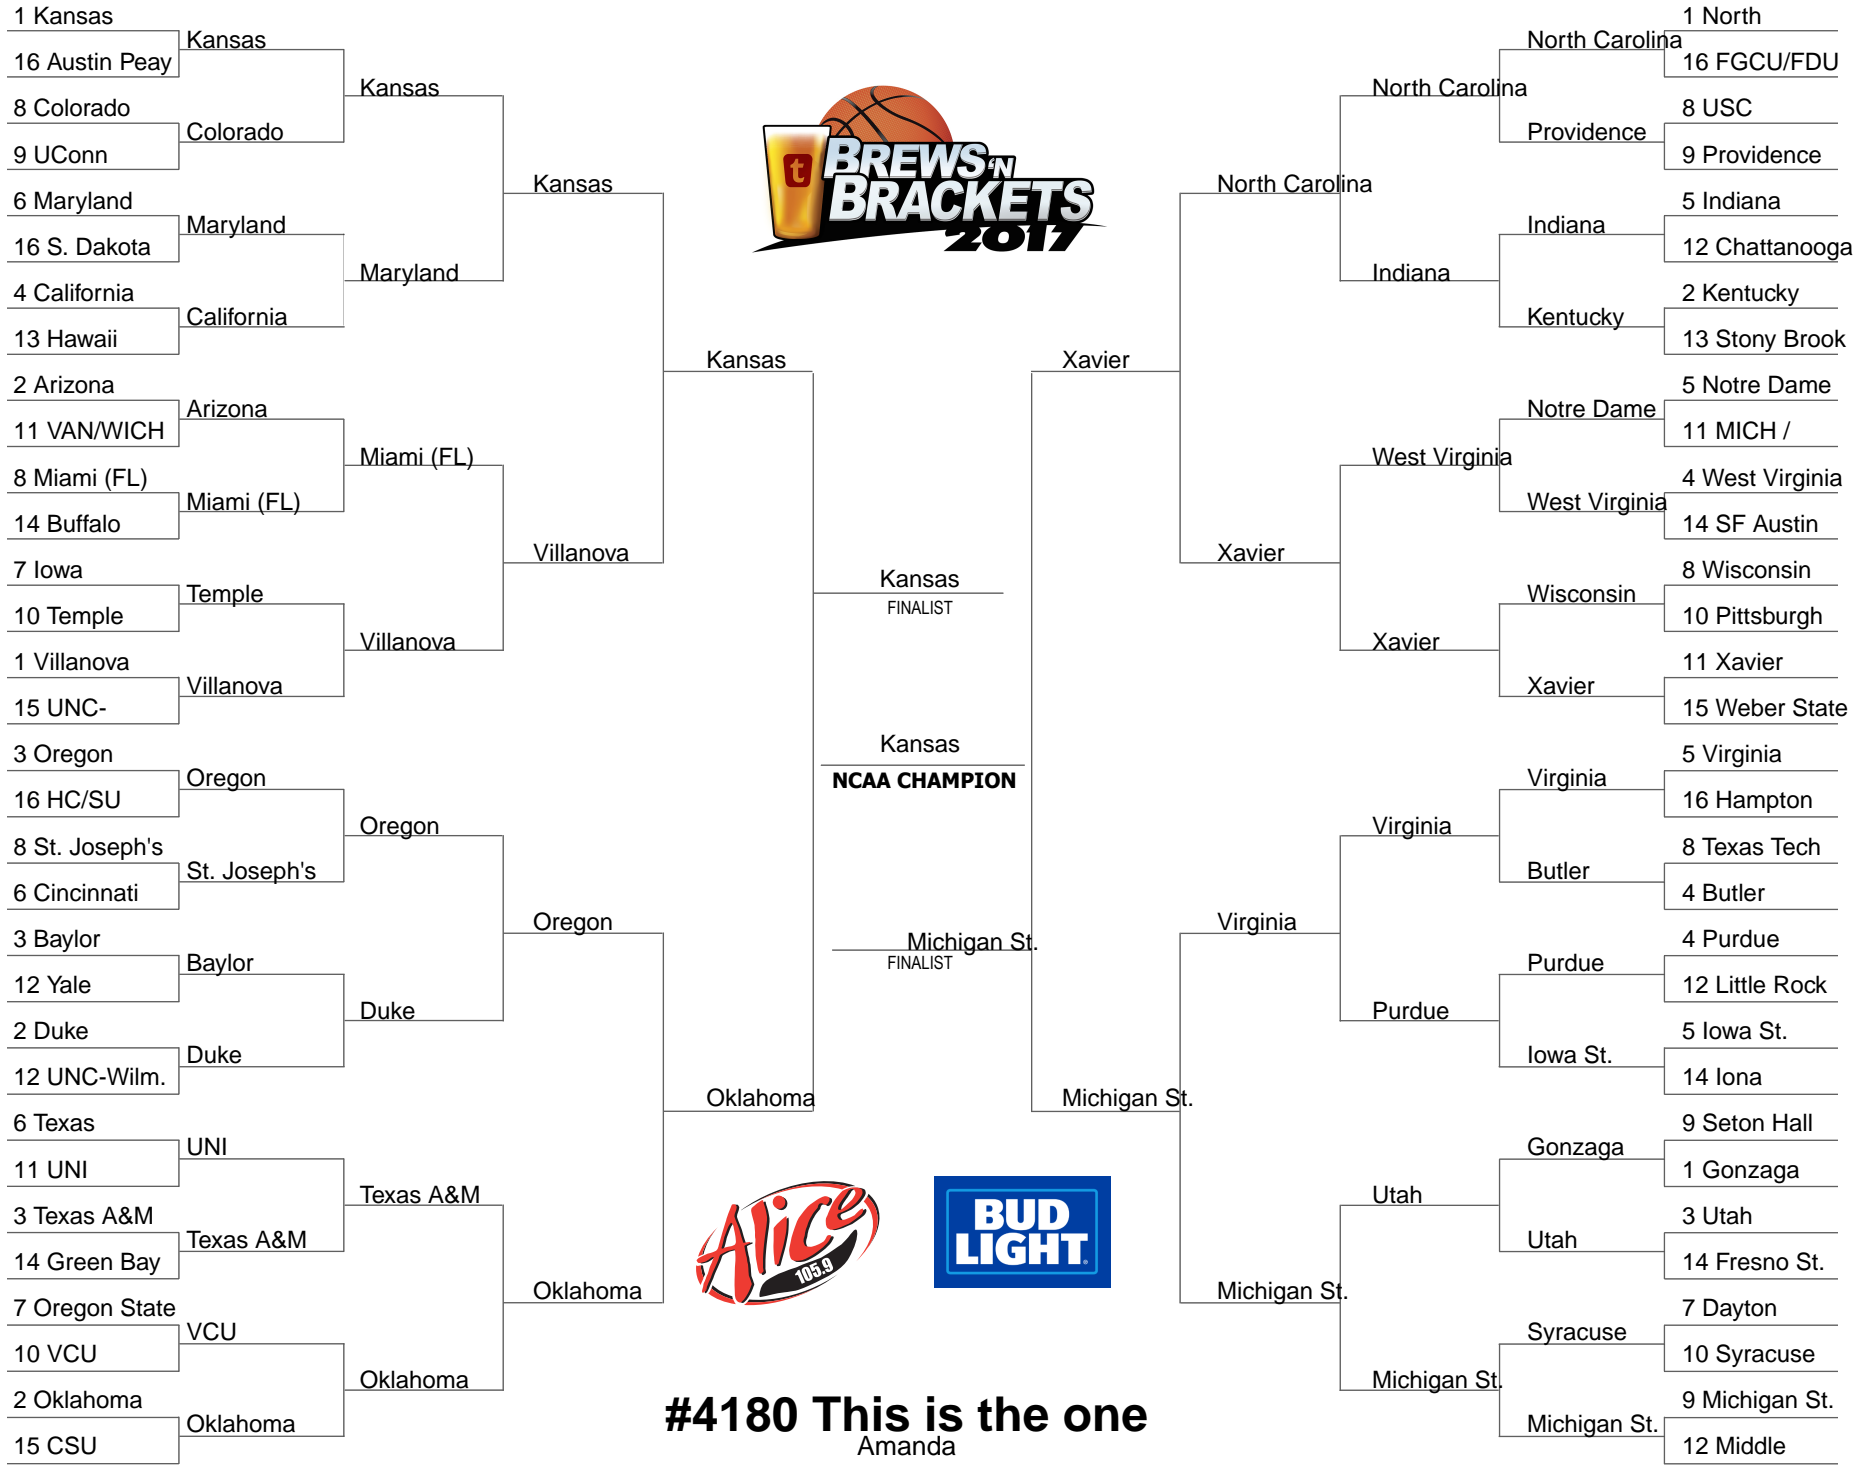 1 Kansas
16 Austin Peay
8 Colorado
9 UConn
6 Maryland
16 S. Dakota
4 California
13 Hawaii
2 Arizona
11 VAN/WICH
8 Miami (FL)
14 Buffalo
7 Iowa
10 Temple
1 Villanova
15 UNC-
3 Oregon
16 HC/SU
8 St. Joseph's
6 Cincinnati
3 Baylor
12 Yale
2 Duke
12 UNC-Wilm.
6 Texas
11 UNI
3 Texas A&M
14 Green Bay
7 Oregon State
10 VCU
2 Oklahoma
15 CSU
Kansas
Colorado
Maryland
California
Arizona
Miami (FL)
Temple
Villanova
Oregon
St. Joseph's
Baylor
Duke
UNI
Texas A&M
VCU
Oklahoma
Kansas
Maryland
Miami (FL)
Villanova
Oregon
Duke
Texas A&M
Oklahoma
Kansas
Villanova
Oregon
Oklahoma
Kansas
Oklahoma
t
BREWS 'N
BRACKETS
2017
Kansas
FINALIST
Kansas
NCAA CHAMPION
Michigan St.
FINALIST
Alice
105.9
BUD
LIGHT
#4180 This is the one
Amanda
Xavier
Michigan St.
North Carolina
Xavier
Virginia
Michigan St.
North Carolina
Indiana
West Virginia
Xavier
Virginia
Purdue
Utah
Michigan St.
North Carolina
Providence
Indiana
Kentucky
Notre Dame
West Virginia
Wisconsin
Xavier
Virginia
Butler
Purdue
Iowa St.
Gonzaga
Utah
Syracuse
Michigan St.
1 North
16 FGCU/FDU
8 USC
9 Providence
5 Indiana
12 Chattanooga
2 Kentucky
13 Stony Brook
5 Notre Dame
11 MICH /
4 West Virginia
14 SF Austin
8 Wisconsin
10 Pittsburgh
11 Xavier
15 Weber State
5 Virginia
16 Hampton
8 Texas Tech
4 Butler
4 Purdue
12 Little Rock
5 Iowa St.
14 Iona
9 Seton Hall
1 Gonzaga
3 Utah
14 Fresno St.
7 Dayton
10 Syracuse
9 Michigan St.
12 Middle